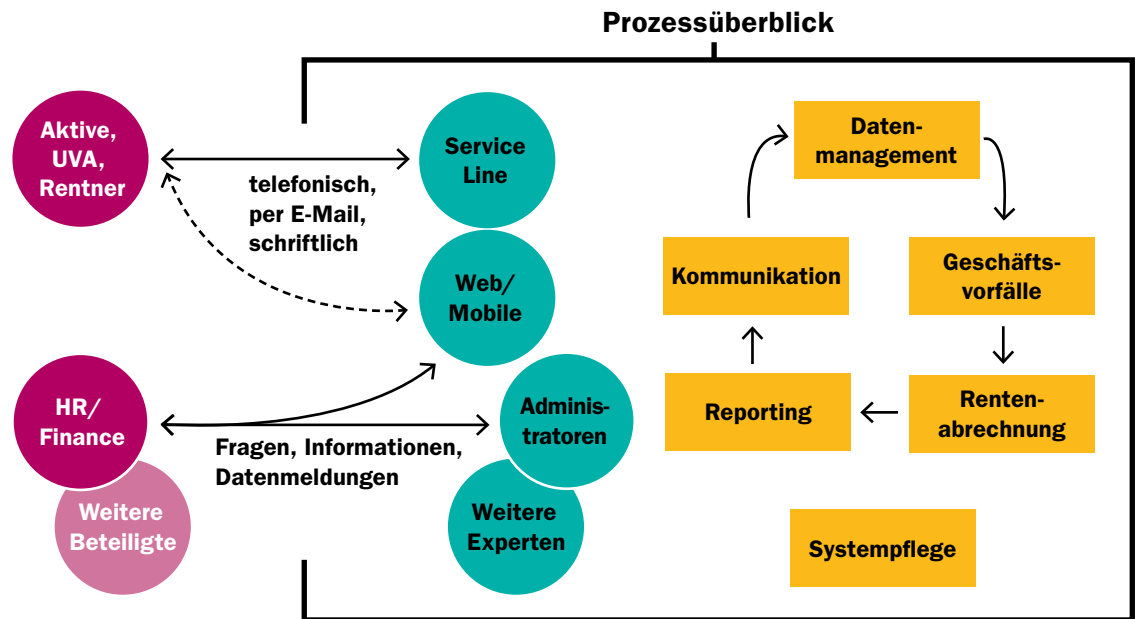 Prozessüberblick
Aktive,
UVA,
Rentner
telefonisch,
per E-Mail,
schriftlich
Service
Line
Web/
Mobile
HR/
Finance
Weitere
Beteiligte
Fragen, Informationen,
Datenmeldungen
Adminis-
tratoren
Weitere
Experten
Daten-
management
Geschäfts-
vorfälle
Renten-
abrechnung
Reporting
Kommunikation
Systempflege